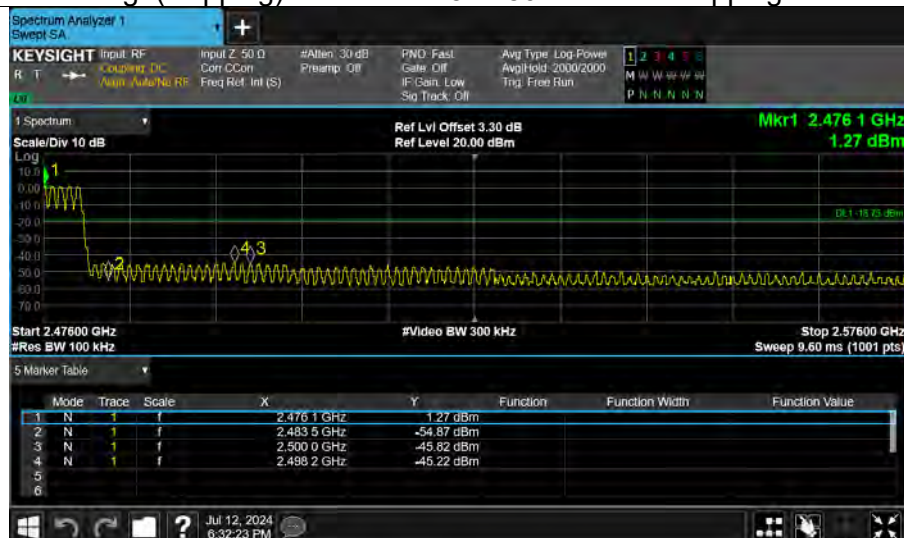 Spectrum Analyzer 1
Swept SA
+
KEYSIGHT Input: RF Input Z: 50 Ω #Atten: 30 dB PNO: Fast Avg Type: Log-Power 1 2 3 4 5 6
R T Coupling: DC Corr CCorr Preamp: Off Gate: Off Avg|Hold: 2000/2000 M W W W W W
Align: Auto/No RF Freq Ref: Int (S) IF Gain: Low Trig: Free Run
Sig Track: Off P N N N N N
1 Spectrum Ref Lvl Offset 3.30 dB Mkr1 2.476 1 GHz
Scale/Div 10 dB Ref Level 20.00 dBm 1.27 dBm
Log
10.0 1
0.00
-10.0
-20.0 DL1 -18.73 dBm
-30.0
-40.0 4 3
-50.0 2
-60.0
-70.0
Start 2.47600 GHz #Video BW 300 kHz Stop 2.57600 GHz
#Res BW 100 kHz Sweep 9.60 ms (1001 pts)
5 Marker Table
Mode Trace Scale X Y Function Function Width Function Value
1 N 1 f 2.476 1 GHz 1.27 dBm
2 N 1 f 2.483 5 GHz -54.87 dBm
3 N 1 f 2.500 0 GHz -45.82 dBm
4 N 1 f 2.498 2 GHz -45.22 dBm
5
6
? Jul 12, 2024
6:32:23 PM